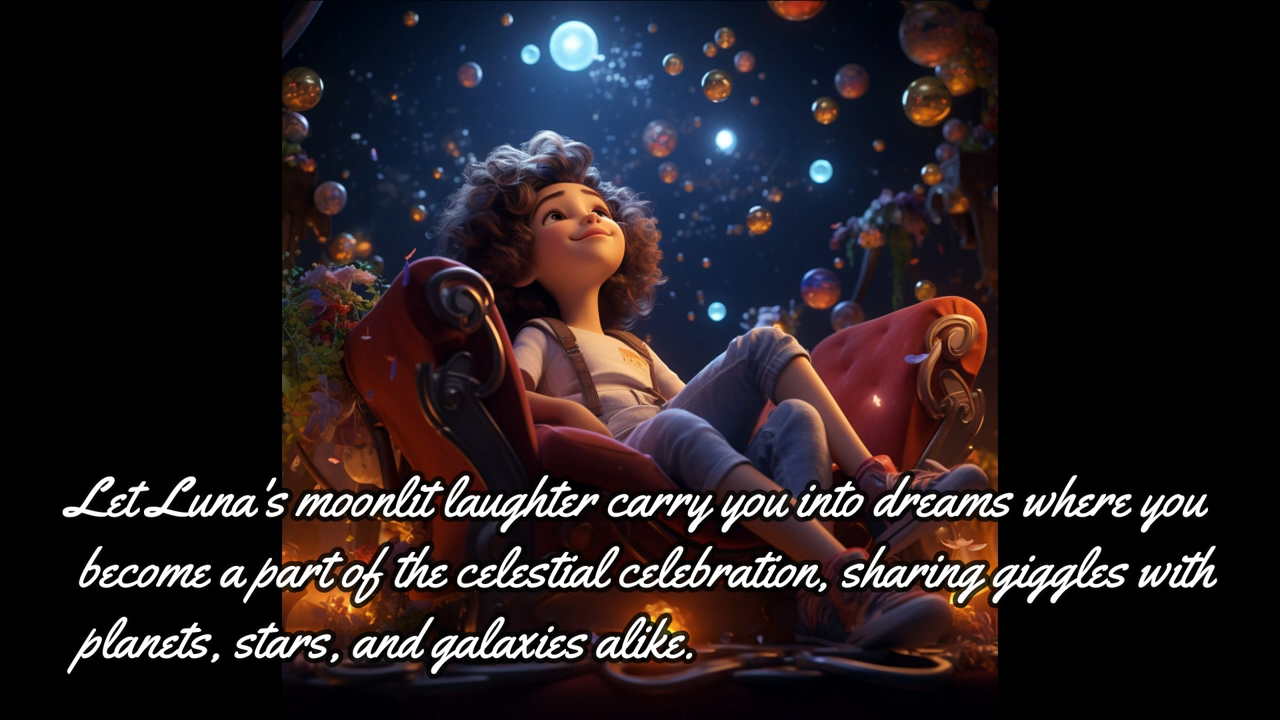 Let Luna's moonlit laughter carry you into dreams where you
become a part of the celestial celebration, sharing giggles with
planets, stars, and galaxies alike.